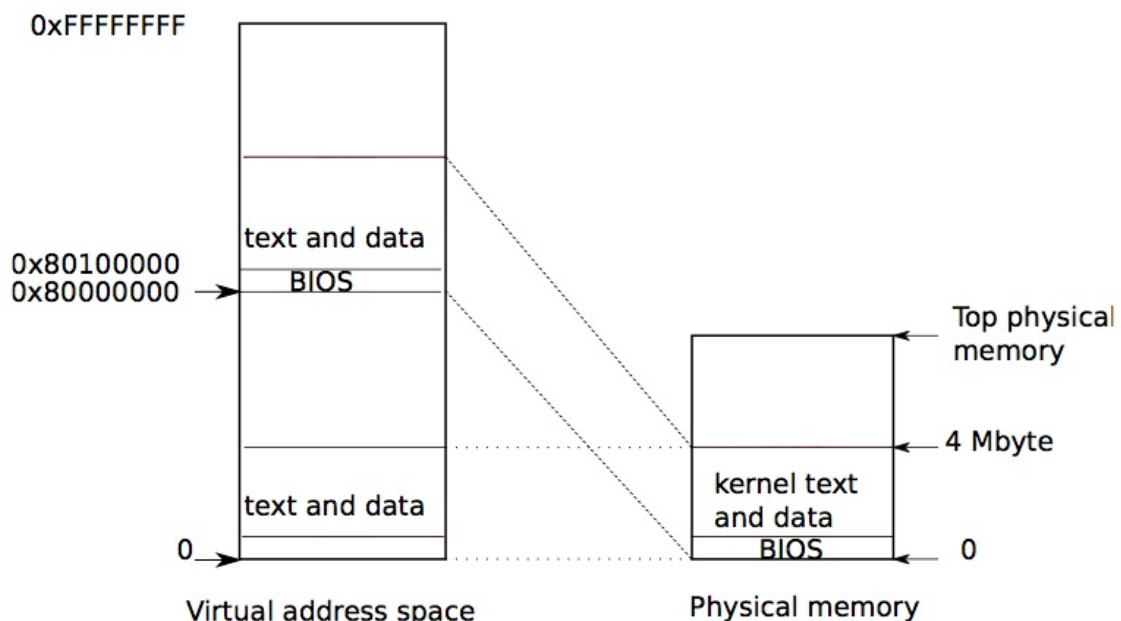 0xFFFFFFFF
text and data
0x80100000
BIOS
0x80000000
Top physical
memory
4 Mbyte
kernel text
and data
text and data
BIOS
0
0
Virtual address space
Physical memory